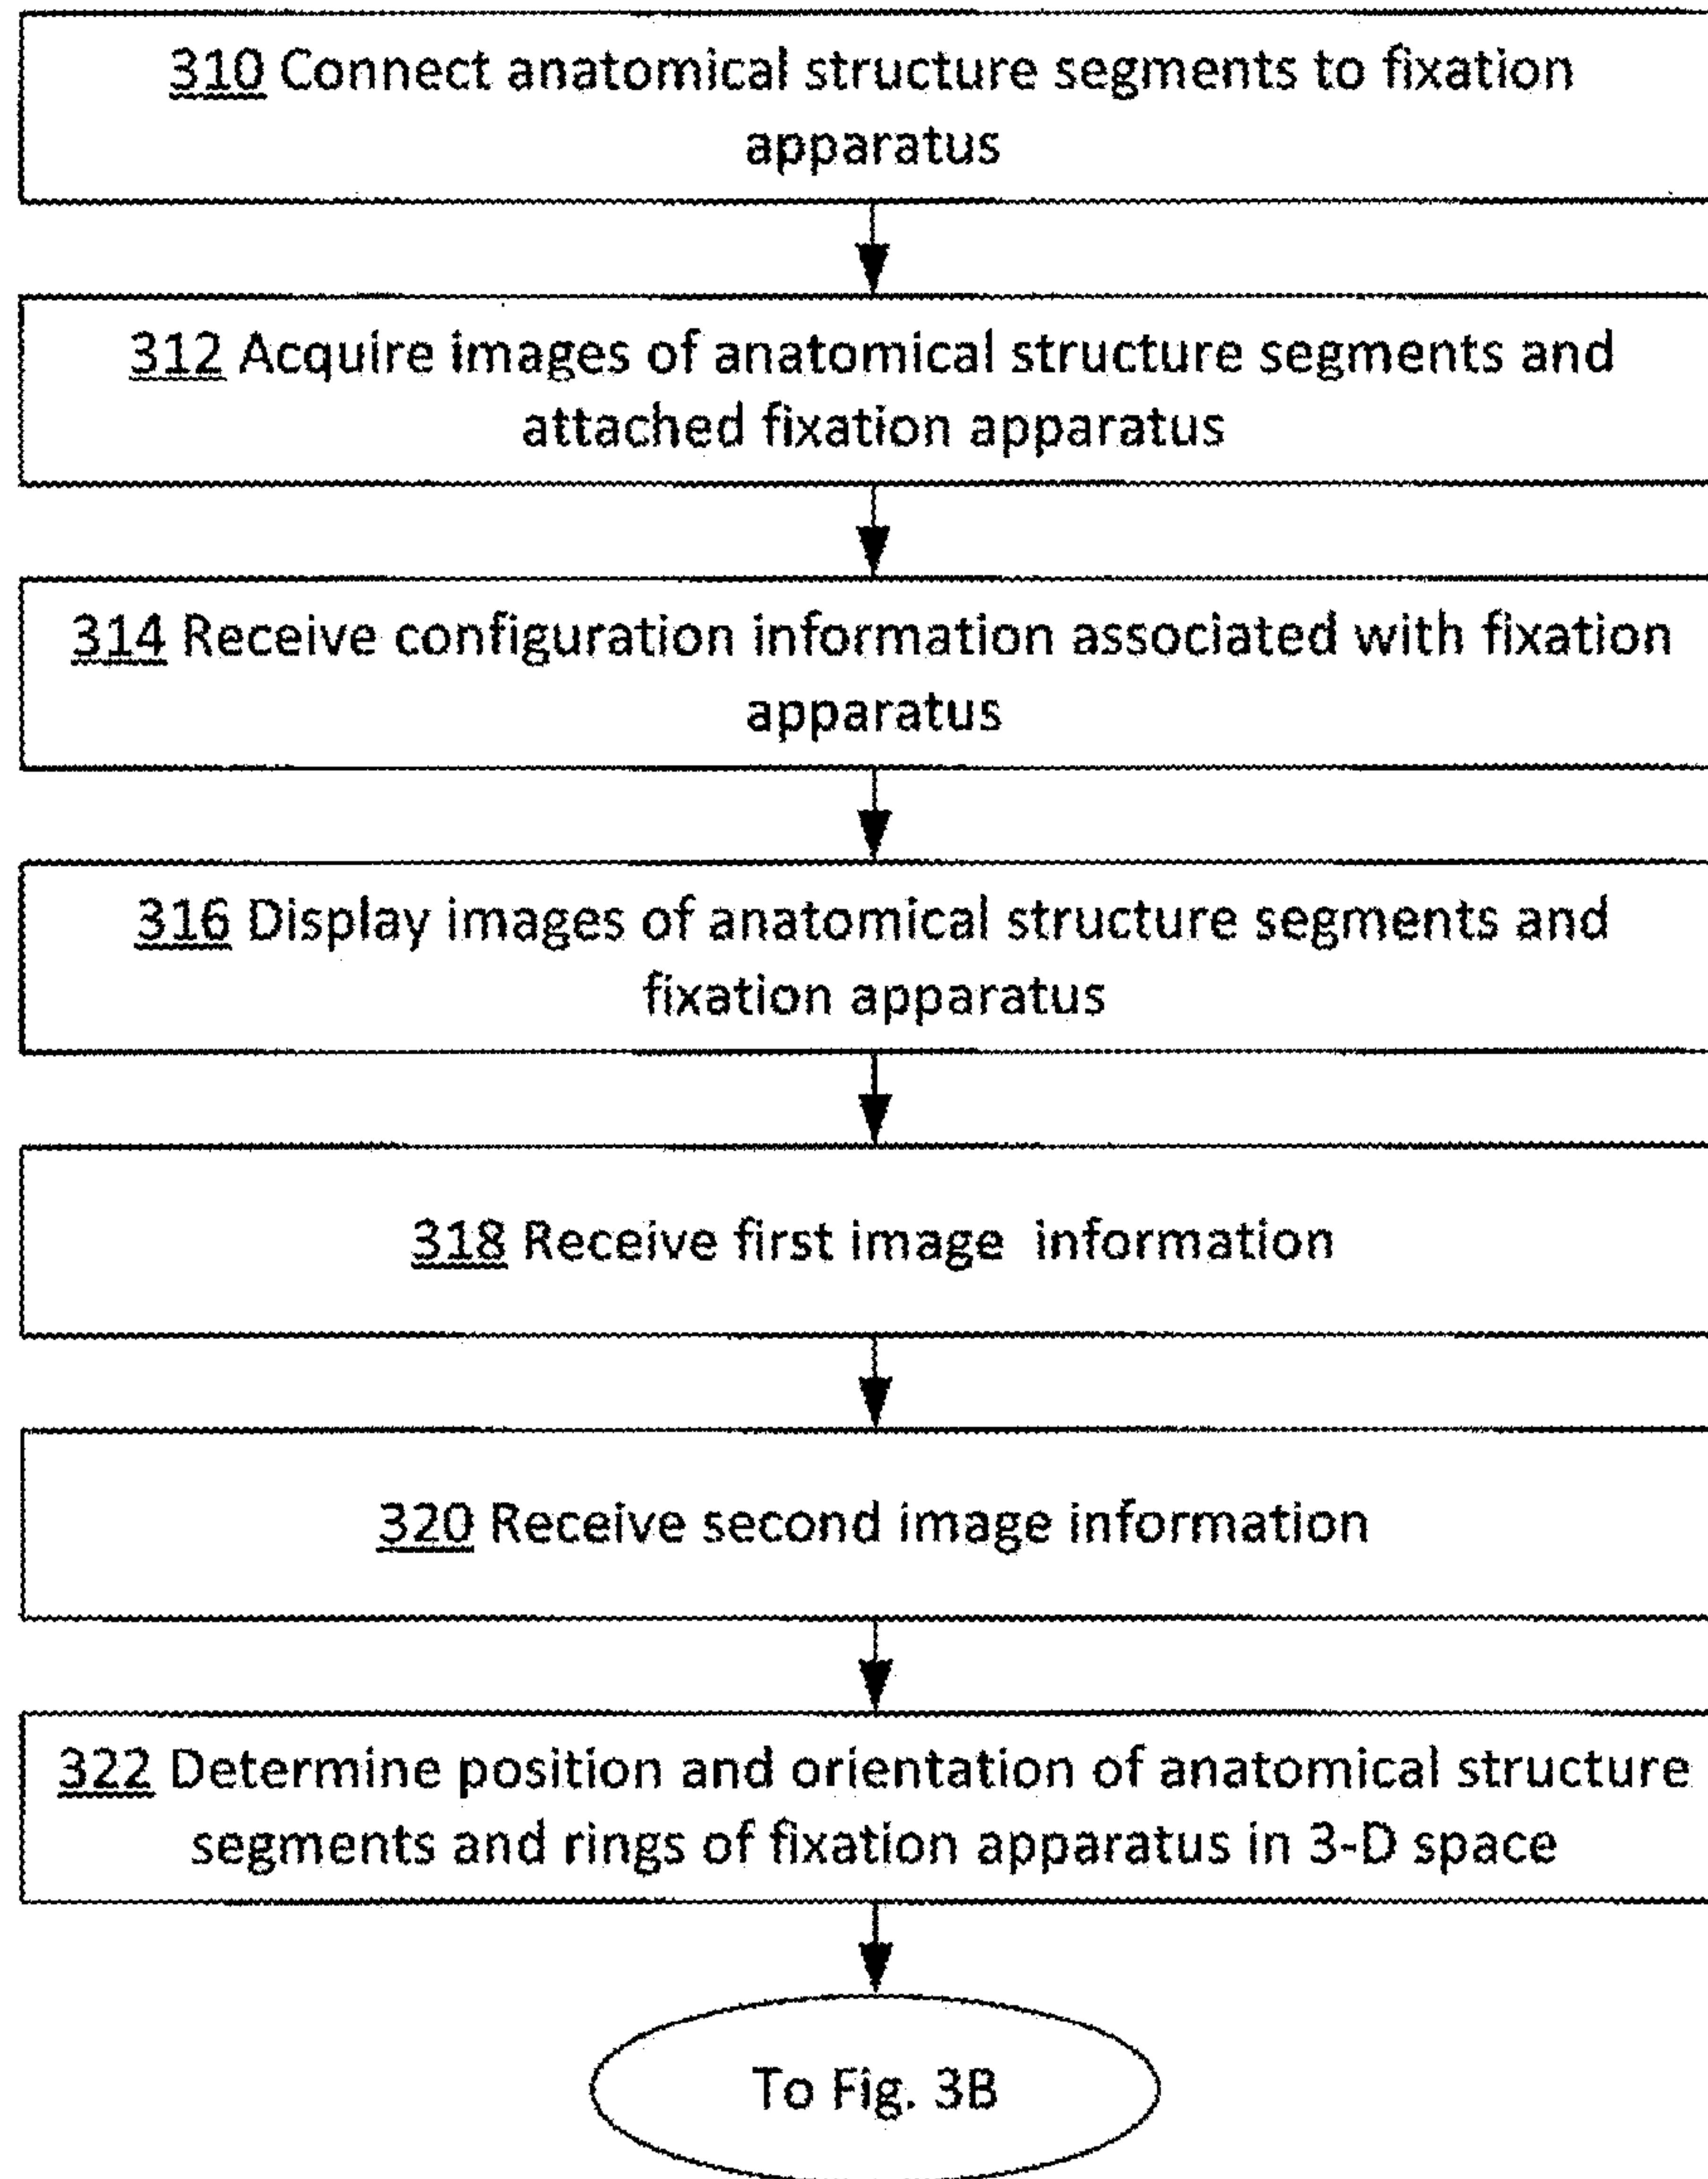 310 Connect anatomical structure segments to fixation
apparatus
312 Acquire images of anatomical structure segments and
attached fixation apparatus
314 Receive configuration information associated with fixation
apparatus
316 Display images of anatomical structure segments and
fixation apparatus
318 Receive first image information
320 Receive second image information
322 Determine position and orientation of anatomical structure
segments and rings of fixation apparatus in 3-D space
To Fig. 3B